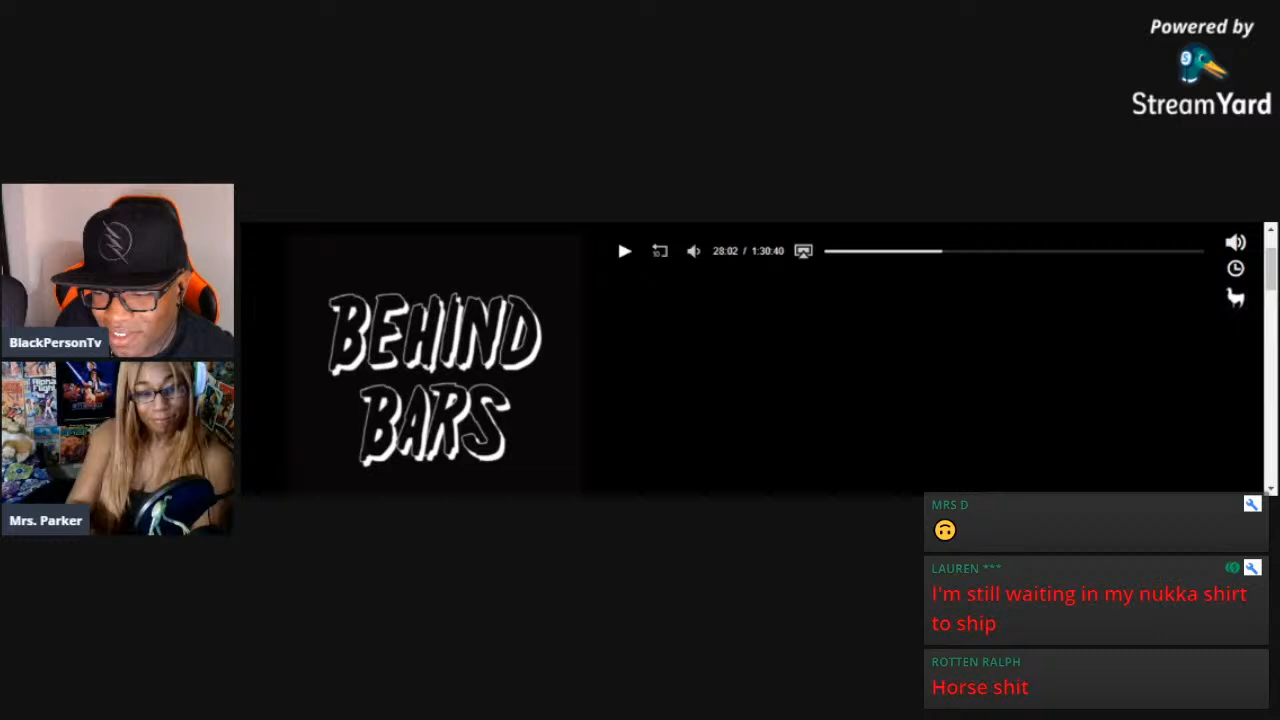 Powered by
StreamYard
28:02 / 1:30:40
BlackPersonTv
BEHIND
BARS
Mrs. Parker
MRS D
LAUREN ***
I'm still waiting in my nukka shirt
to ship
ROTTEN RALPH
Horse shit